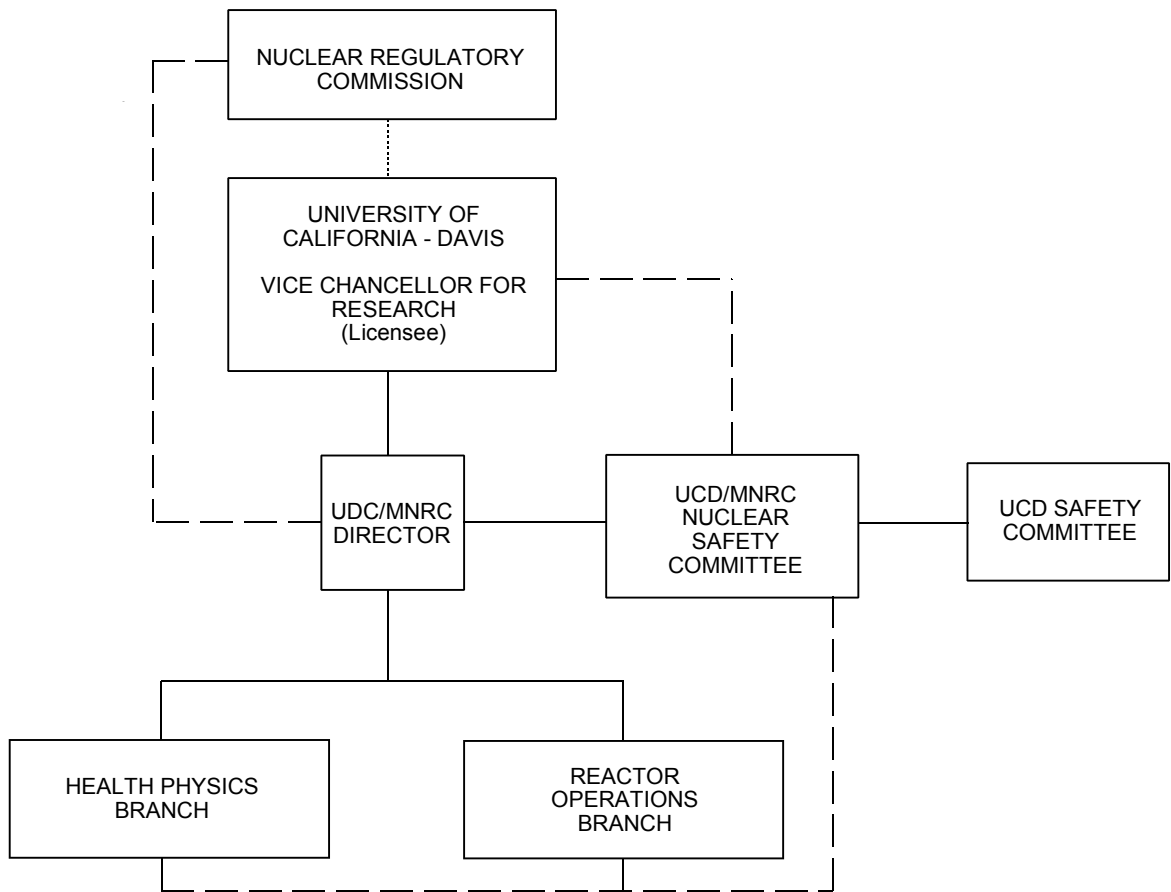 NUCLEAR REGULATORY
COMMISSION
UNIVERSITY OF
CALIFORNIA - DAVIS
VICE CHANCELLOR FOR
RESEARCH
(Licensee)
UDC/MNRC
DIRECTOR
UCD/MNRC
NUCLEAR
SAFETY
COMMITTEE
UCD SAFETY
COMMITTEE
HEALTH PHYSICS
BRANCH
REACTOR
OPERATIONS
BRANCH